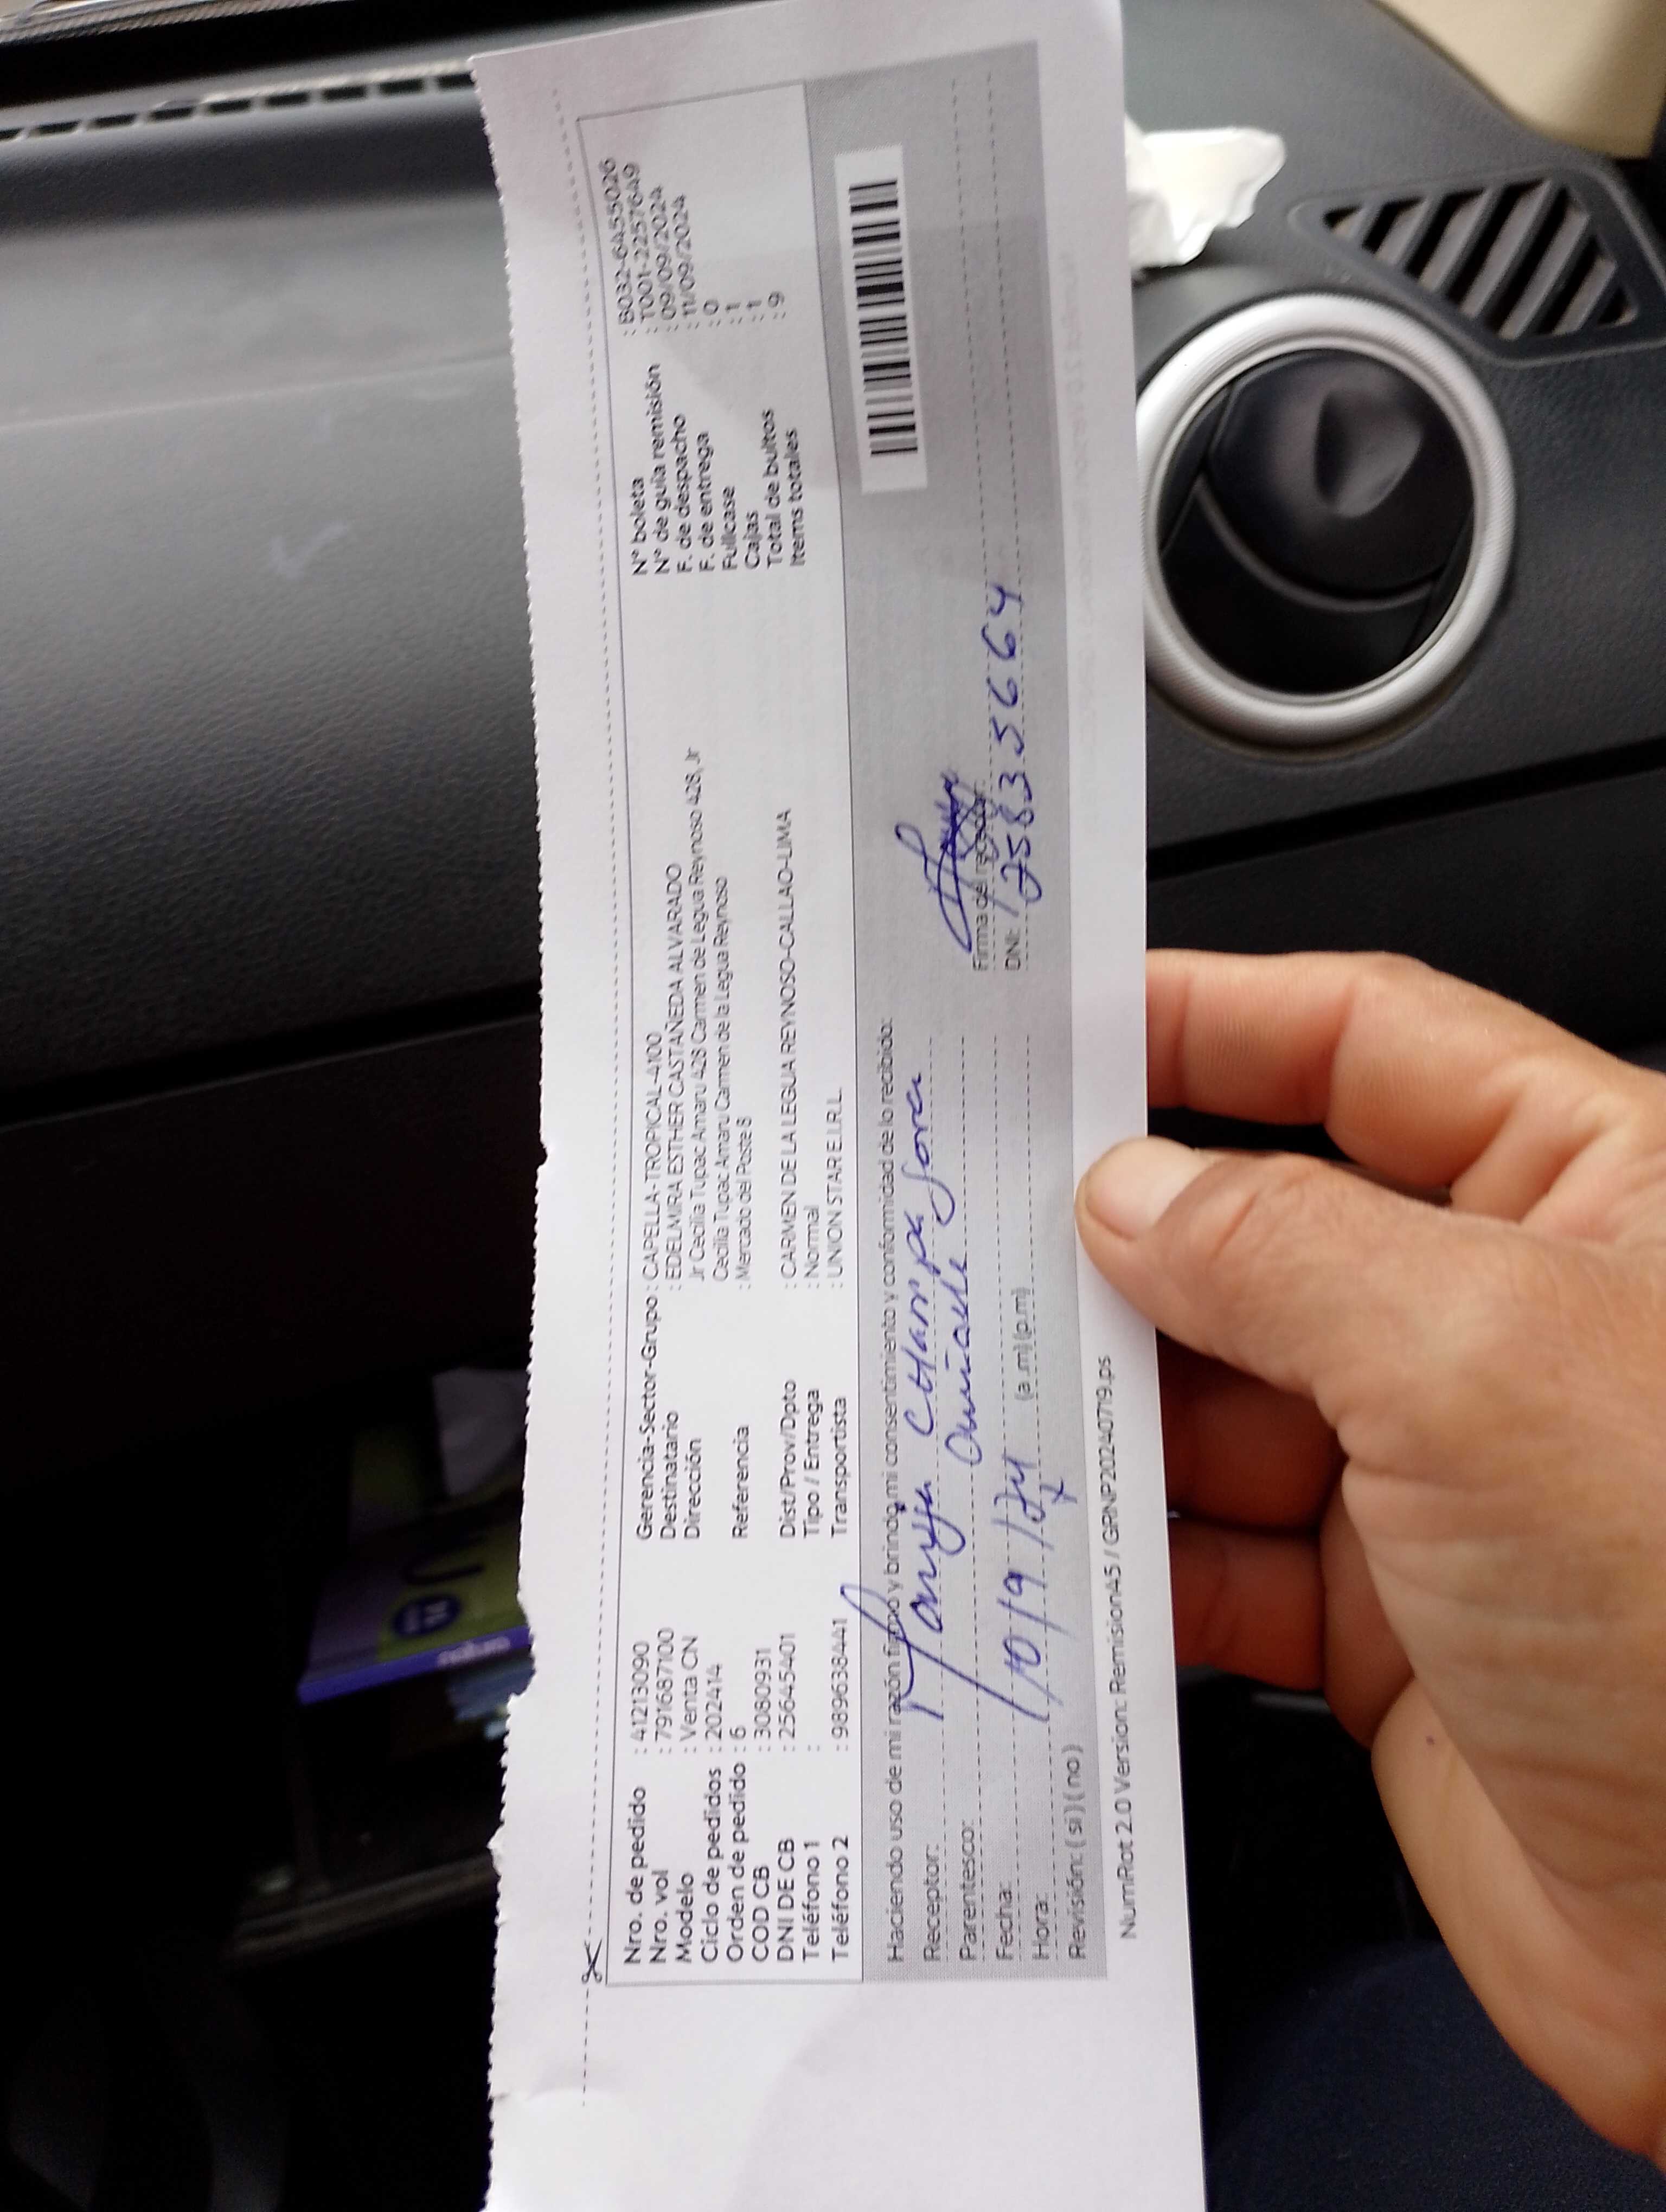 Nro. de pedido : 41213090
Nro. vol : 791687100
Modelo : Venta CN
Ciclo de pedidos : 202414
Orden de pedido : 6
COD CB : 3080931
DNI DE CB : 25645401
Teléfono 1 :
Teléfono 2 : 989638441
Gerencia-Sector-Grupo : CAPELLA-TROPICAL-4100
Destinatario : EDELMIRA ESTHER CASTAÑEDA ALVARADO
Dirección Jr Cecilia Tupac Amaru 428 Carmen de Legua Reynoso 428, Jr
Cecilia Tupac Amaru Carmen de la Legua Reynoso
Referencia : Mercado del Poste 8
Dist/Prov/Dpto : CARMEN DE LA LEGUA REYNOSO-CALLAO-LIMA
Tipo / Entrega : Normal
Transportista : UNION STAR E.I.R.L.
N° boleta : B032-6455026
N° de guía remisión : T001-2257649
F. de despacho : 09/09/2024
F. de entrega : 11/09/2024
Fullcase : 0
Cajas : 1
Total de bultos : 1
Items totales : 9
Haciendo uso de mi razón firmo y brindo mi consentimiento y conformidad de lo recibido:
Receptor:
Parentesco:
Fecha: 10/9/24
Hora: (a.m) (p.m)
Revisión: ( si ) ( no )
Firma del receptor:
DNI:
NumRot 2.0 Version: Remision45 / GRNP20240719.ps